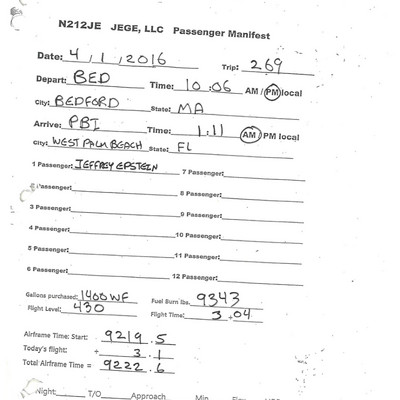 N212JE JEGE, LLC Passenger Manifest
Date: 4 / 1 / 2016 Trip: 269
Depart: BED Time: 10:06 AM / PM local
City: BEDFORD State: MA
Arrive: PBI Time: 1:11 AM / PM local
City: WEST PALM BEACH State: FL
1 Passenger: JEFFREY EPSTEIN 7 Passenger:
2 Passenger: 8 Passenger:
3 Passenger: 9 Passenger:
4 Passenger: 10 Passenger:
5 Passenger: 11 Passenger:
6 Passenger: 12 Passenger:
Gallons purchased: 1400 WF Fuel Burn lbs. 9343
Flight Level: 430 Flight Time: 3 + 04
Airframe Time: Start: 9219.5
Today's flight: + 3.1
Total Airframe Time = 9222.6
Night: T/O Approach